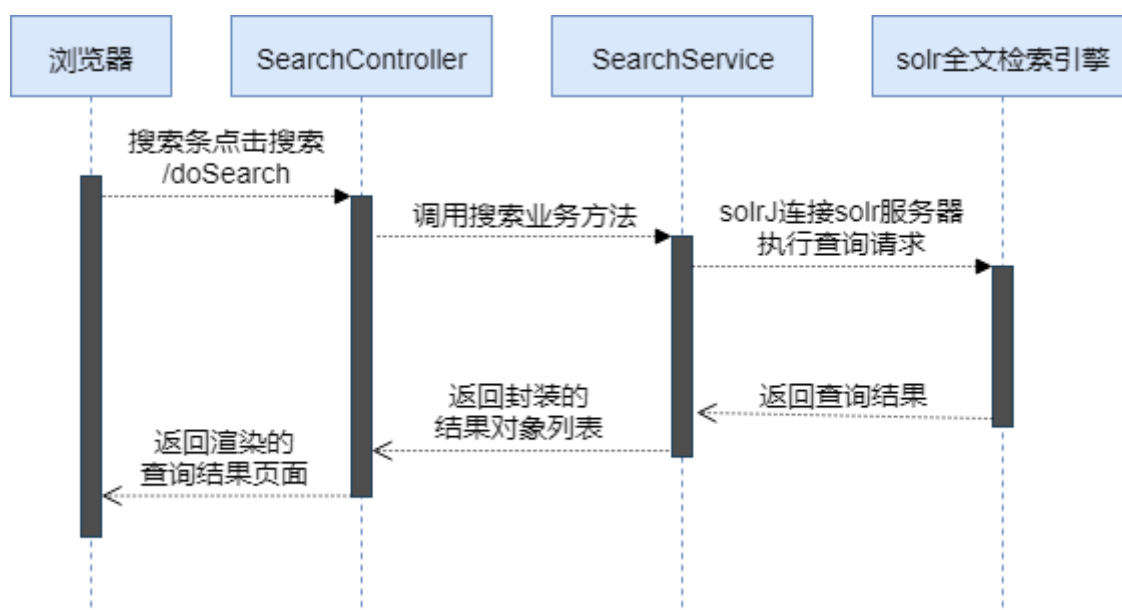 浏览器
SearchController
SearchService
solr全文检索引擎
搜索条点击搜索
/doSearch
调用搜索业务方法
solrJ连接solr服务器
执行查询请求
返回查询结果
返回封装的
结果对象列表
返回渲染的
查询结果页面